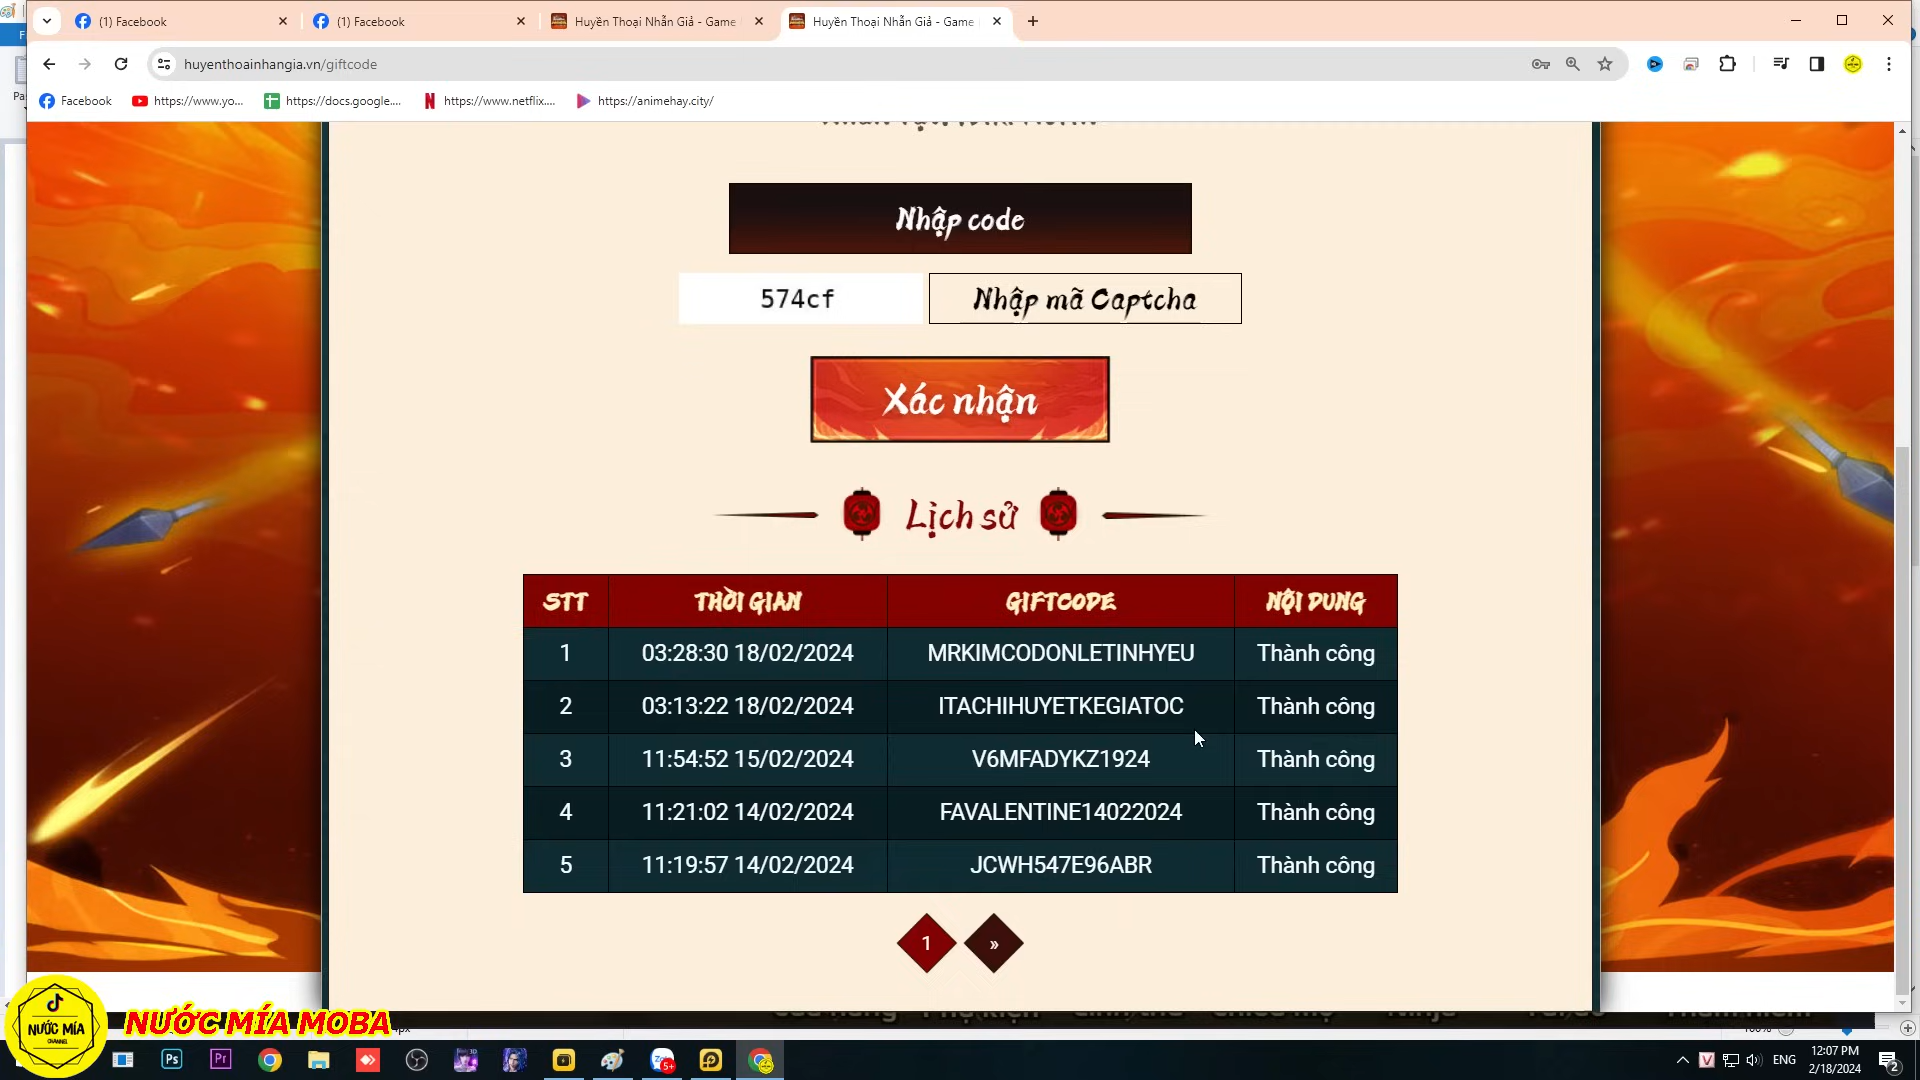 (1) Facebook
(1) Facebook
Huyền Thoại Nhẫn Giả - Game
Huyền Thoại Nhẫn Giả - Game
huyenthoainhangia.vn/giftcode
Facebook
https://www.yo...
https://docs.google....
https://www.netflix....
https://animehay.city/
Nhập code
574cf
Nhập mã Captcha
Xác nhận
Lịch sử
STT THỜI GIAN GIFTCODE NỘI DUNG
1 03:28:30 18/02/2024 MRKIMCODONLETINHYEU Thành công
2 03:13:22 18/02/2024 ITACHIHUYETKEGIATOC Thành công
3 11:54:52 15/02/2024 V6MFADYKZ1924 Thành công
4 11:21:02 14/02/2024 FAVALENTINE14022024 Thành công
5 11:19:57 14/02/2024 JCWH547E96ABR Thành công
1 »
NƯỚC MÍA
CHANNEL
NƯỚC MÍA MOBA
Ps
Pr
5+
ENG
12:07 PM
2/18/2024
2